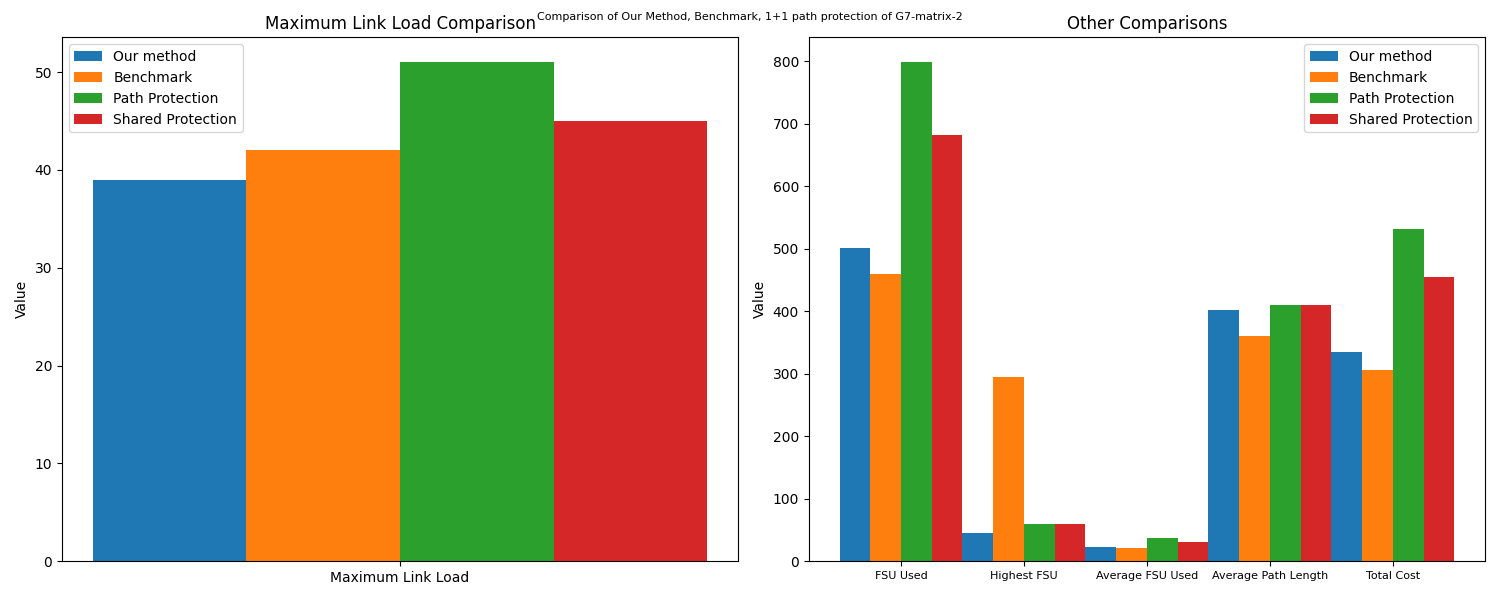 Comparison of Our Method, Benchmark, 1+1 path protection of G7-matrix-2
Maximum Link Load Comparison
Our method
Benchmark
Path Protection
Shared Protection
Value
50
40
30
20
10
0
Maximum Link Load
Other Comparisons
Our method
Benchmark
Path Protection
Shared Protection
Value
800
700
600
500
400
300
200
100
0
FSU Used
Highest FSU
Average FSU Used
Average Path Length
Total Cost